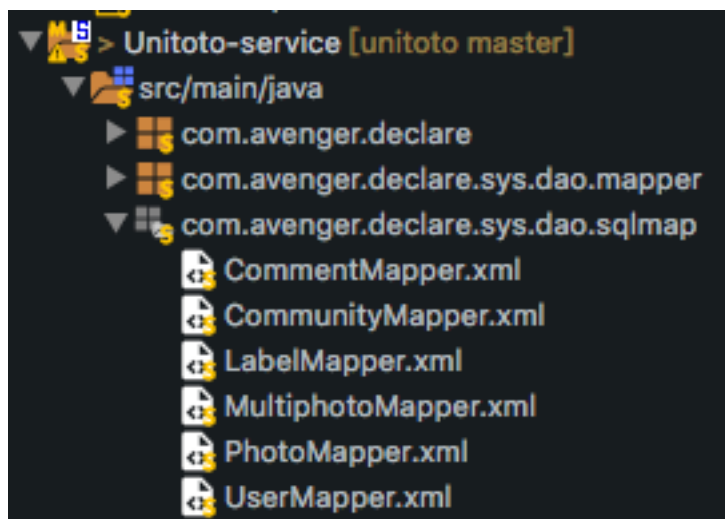 > Unitoto-service [unitoto master]
src/main/java
com.avenger.declare
com.avenger.declare.sys.dao.mapper
com.avenger.declare.sys.dao.sqlmap
CommentMapper.xml
CommunityMapper.xml
LabelMapper.xml
MultiphotoMapper.xml
PhotoMapper.xml
UserMapper.xml